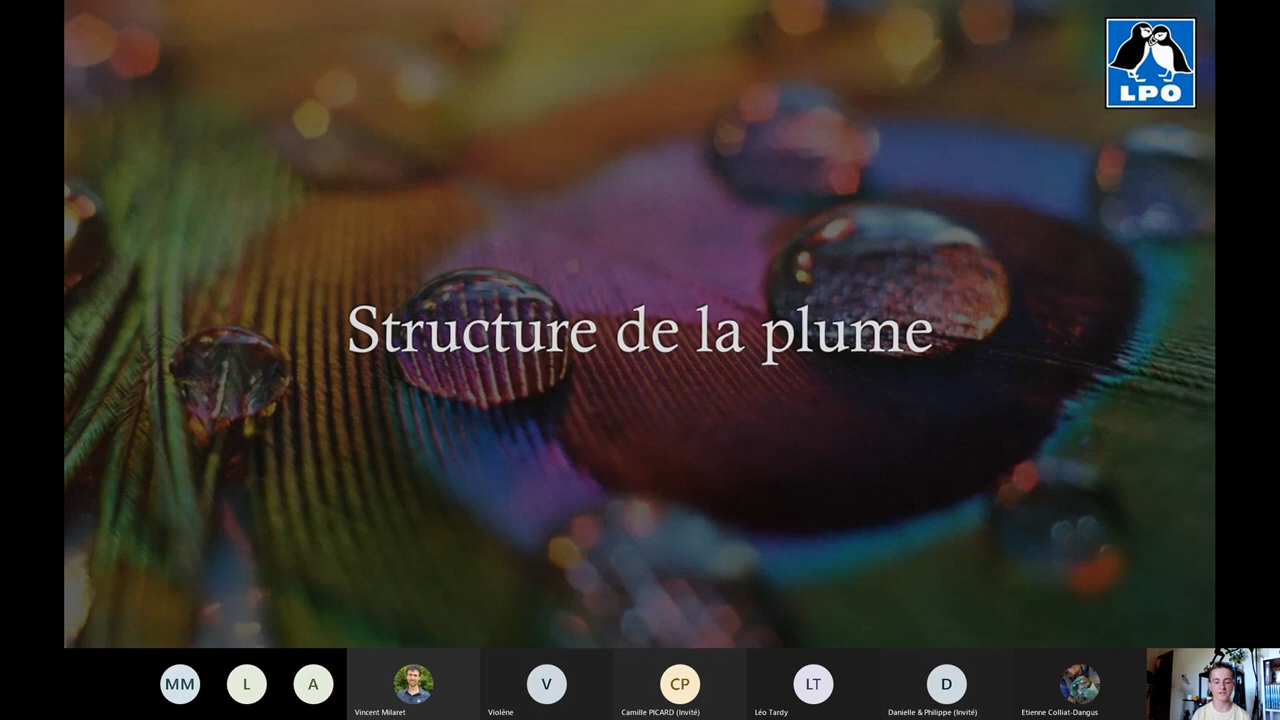 LPO
Structure de la plume
MM
L
A
V
CP
LT
D
Vincent Milaret
Violène
Camille PICARD (Invité)
Léo Tardy
Danielle & Philippe (Invité)
Etienne Colliat-Dangus